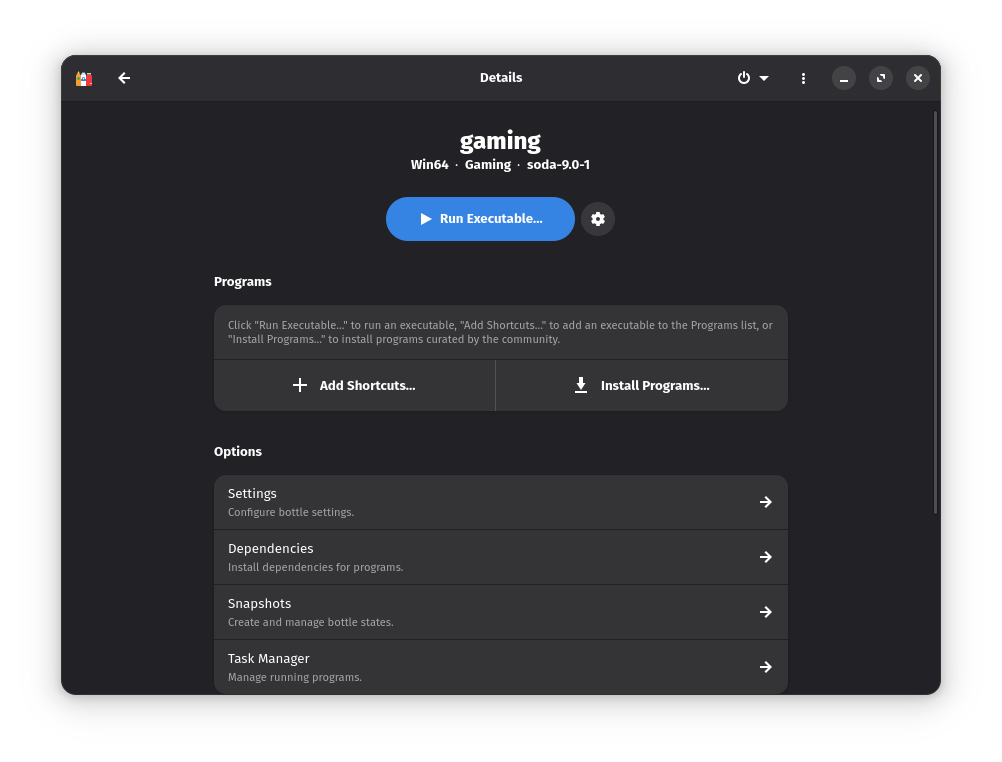 Details
gaming
Win64 · Gaming · soda-9.0-1
Run Executable...
Programs
Click "Run Executable..." to run an executable, "Add Shortcuts..." to add an executable to the Programs list, or
"Install Programs..." to install programs curated by the community.
Add Shortcuts...
Install Programs...
Options
Settings
Configure bottle settings.
Dependencies
Install dependencies for programs.
Snapshots
Create and manage bottle states.
Task Manager
Manage running programs.